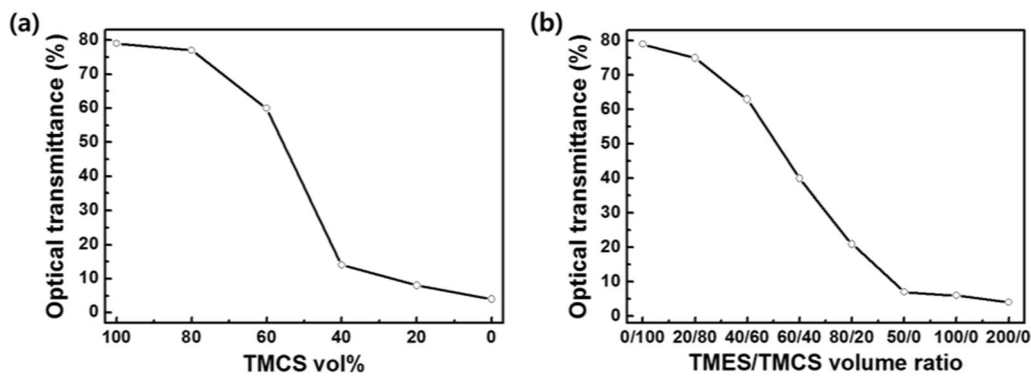 (a)
Optical transmittance (%)
80
70
60
50
40
30
20
10
0
100 80 60 40 20 0
TMCS vol%
(b)
Optical transmittance (%)
80
70
60
50
40
30
20
10
0
0/100 20/80 40/60 60/40 80/20 50/0 100/0 200/0
TMES/TMCS volume ratio